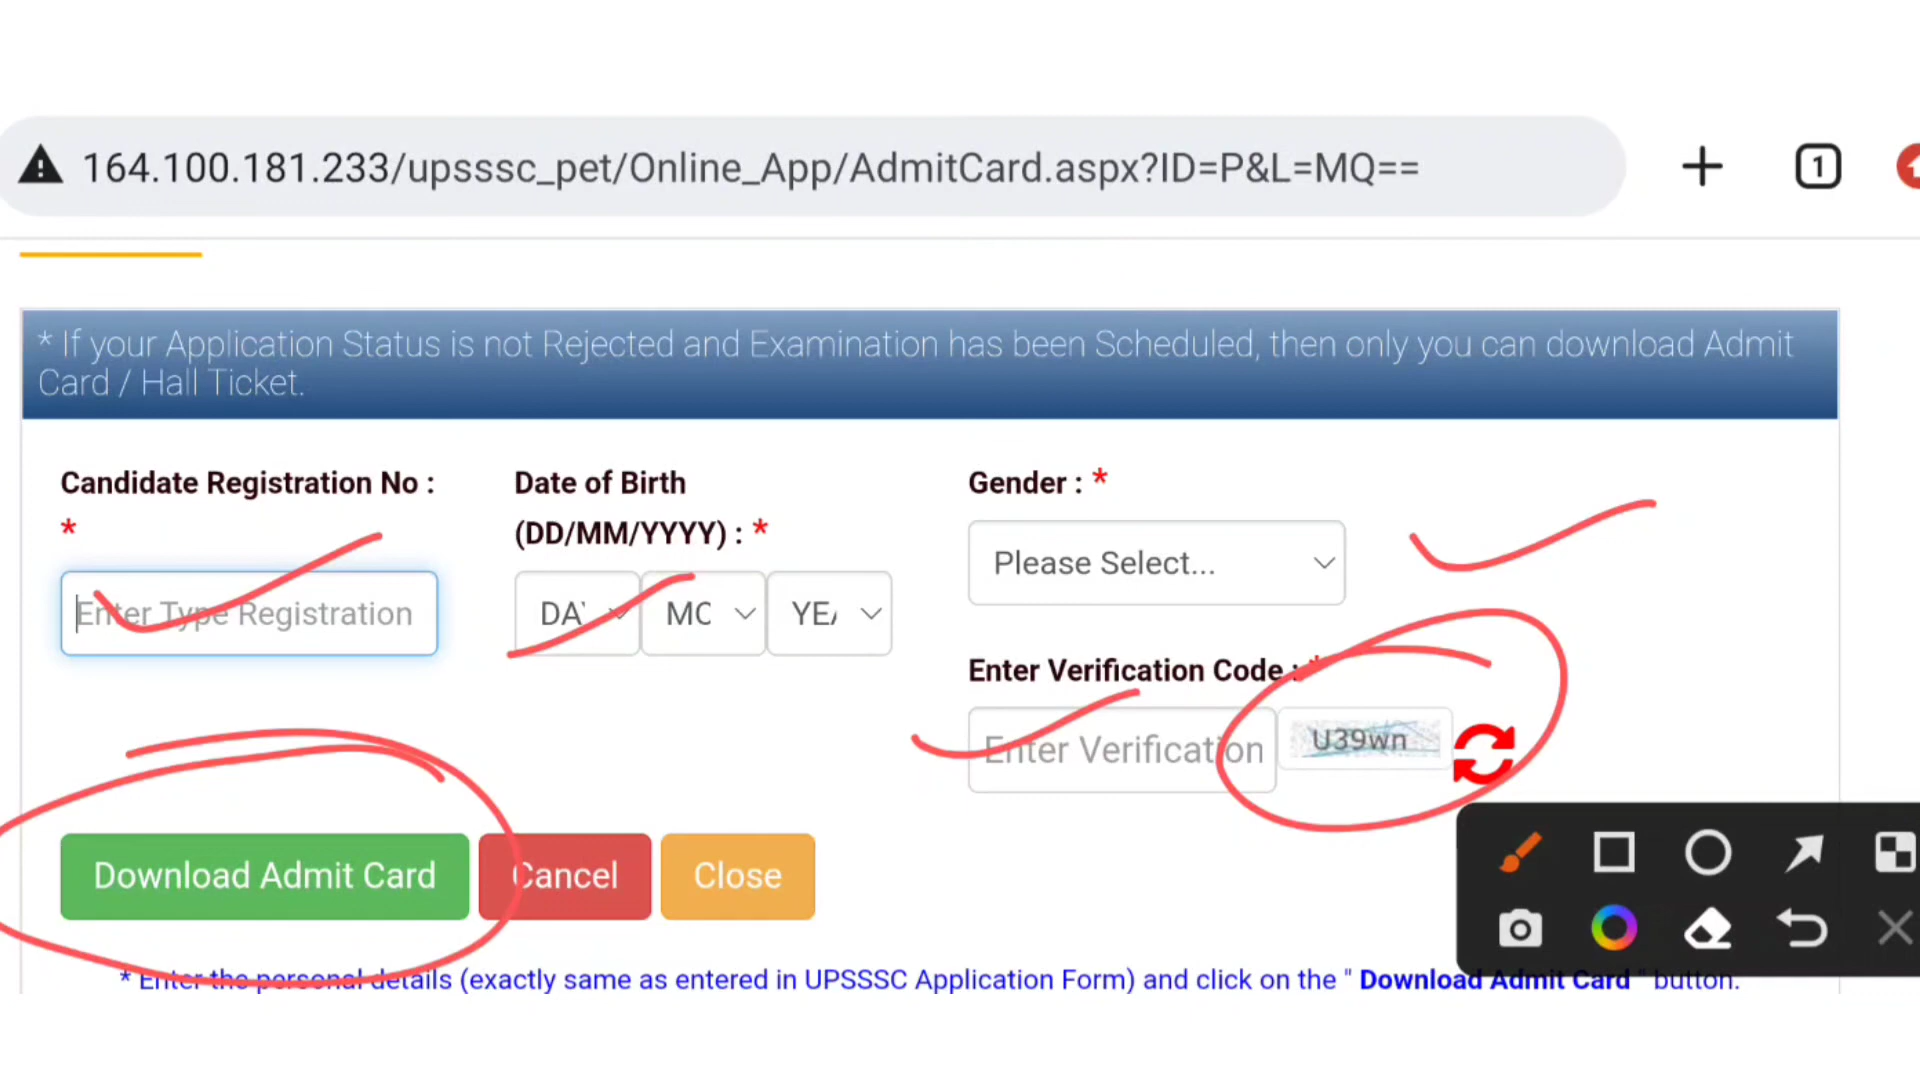 164.100.181.233/upsssc_pet/Online_App/AdmitCard.aspx?ID=P&L=MQ==
1
* If your Application Status is not Rejected and Examination has been Scheduled, then only you can download Admit
Card / Hall Ticket.
Candidate Registration No :
*
Enter Type Registration
Date of Birth
(DD/MM/YYYY) : *
DA
MO
YEA
Gender : *
Please Select...
Enter Verification Code : *
Enter Verification
U39wn
Download Admit Card
Cancel
Close
* Enter the personal details (exactly same as entered in UPSSSC Application Form) and click on the " Download Admit Card " button.